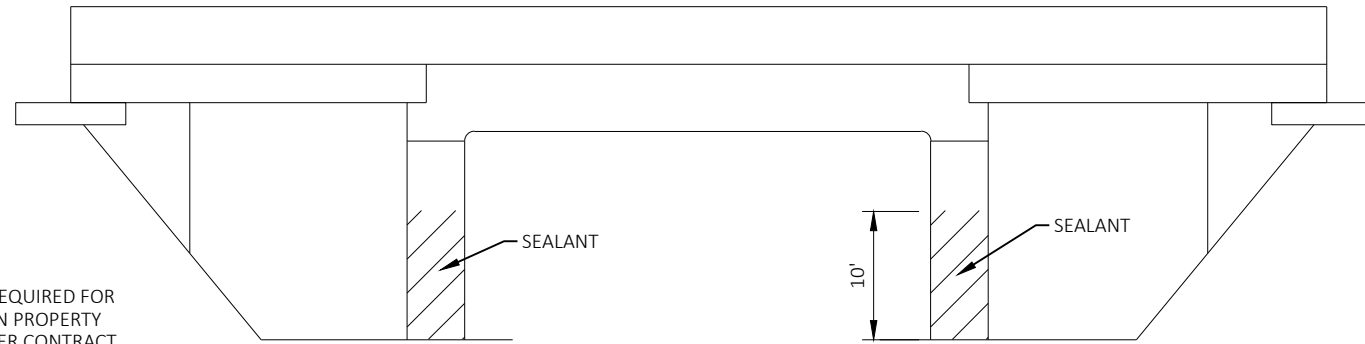 SEALANT
SEALANT
10'
EQUIRED FOR
N PROPERTY
ER CONTRACT